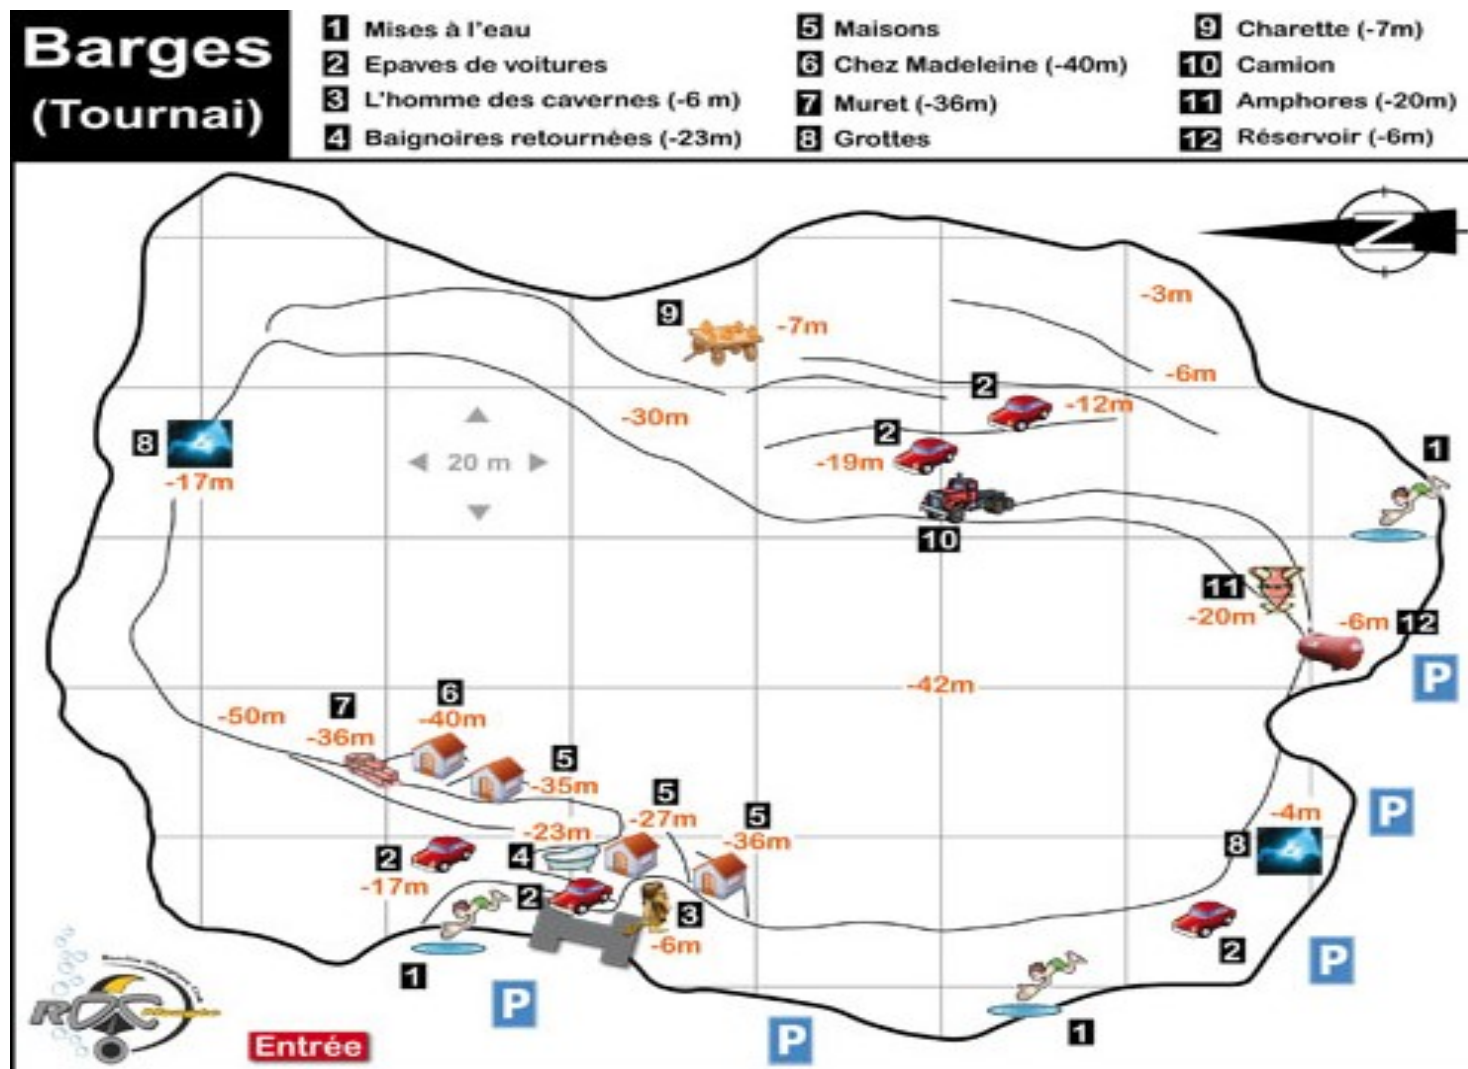 Barges
(Tournai)
1 Mises à l'eau
2 Epaves de voitures
3 L'homme des cavernes (-6 m)
4 Baignoires retournées (-23m)
5 Maisons
6 Chez Madeleine (-40m)
7 Muret (-36m)
8 Grottes
9 Charette (-7m)
10 Camion
11 Amphores (-20m)
12 Réservoir (-6m)
N
-3m
9
-7m
-6m
2
-12m
-30m
2
-19m
8
-17m
20 m
1
10
11
-20m
-6m 12
P
-42m
6
-40m
7
-50m
-36m
5
-35m
5
-27m
5
-36m
-4m
P
8
-23m
4
2
-17m
2
3
-6m
2
1
P
P
P
1
ROC
Entrée